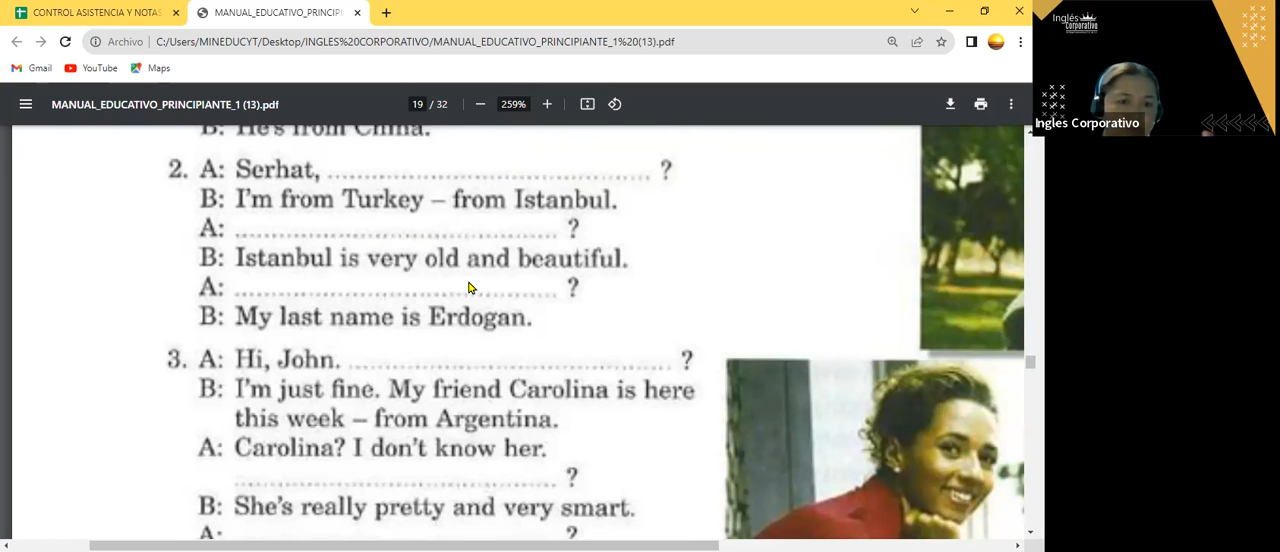 CONTROL ASISTENCIA Y NOTAS
MANUAL_EDUCATIVO_PRINCIPI
Archivo
C:/Users/MINEDUCYT/Desktop/INGLES%20CORPORATIVO/MANUAL_EDUCATIVO_PRINCIPIANTE_1%20(13).pdf
Gmail
YouTube
Maps
MANUAL_EDUCATIVO_PRINCIPIANTE_1 (13).pdf
19 / 32
259%
B: He's from China.
2. A: Serhat, ........................................ ?
B: I'm from Turkey – from Istanbul.
A: ........................................ ?
B: Istanbul is very old and beautiful.
A: ........................................ ?
B: My last name is Erdogan.
3. A: Hi, John. ........................................ ?
B: I'm just fine. My friend Carolina is here
this week – from Argentina.
A: Carolina? I don't know her.
........................................ ?
B: She's really pretty and very smart.
A: ?
Inglés
Corporativo
Ingles Corporativo